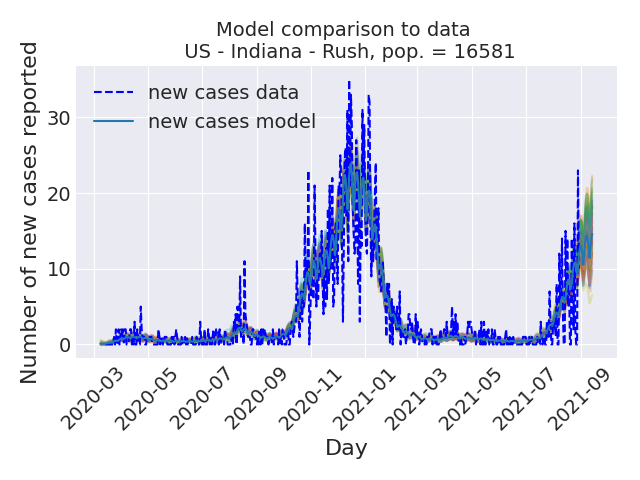 Model comparison to data
US - Indiana - Rush, pop. = 16581
Number of new cases reported
new cases data
new cases model
30
20
10
0
2020-03
2020-05
2020-07
2020-09
2020-11
2021-01
2021-03
2021-05
2021-07
2021-09
Day